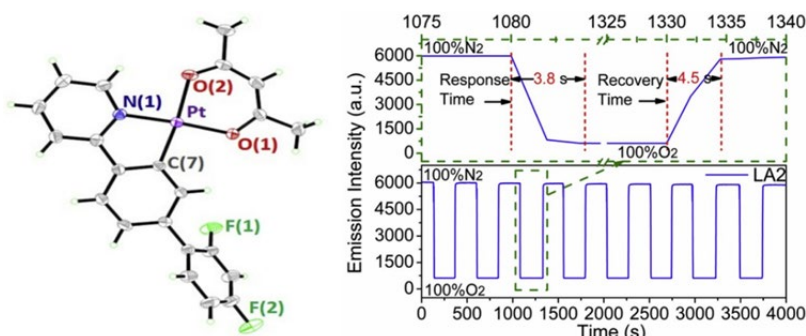 O(2)
N(1)
Pt
O(1)
C(7)
F(1)
F(2)
1075 1080 1325 1330 1335 1340
6000
4500
3000
1500
0
100%N2
100%N2
Response
Time
3.8 s
Recovery
Time
4.5 s
100%O2
Emission Intensity (a.u.)
6000
4500
3000
1500
0
100%N2
LA2
100%O2
0 500 1000 1500 2000 2500 3000 3500 4000
Time (s)